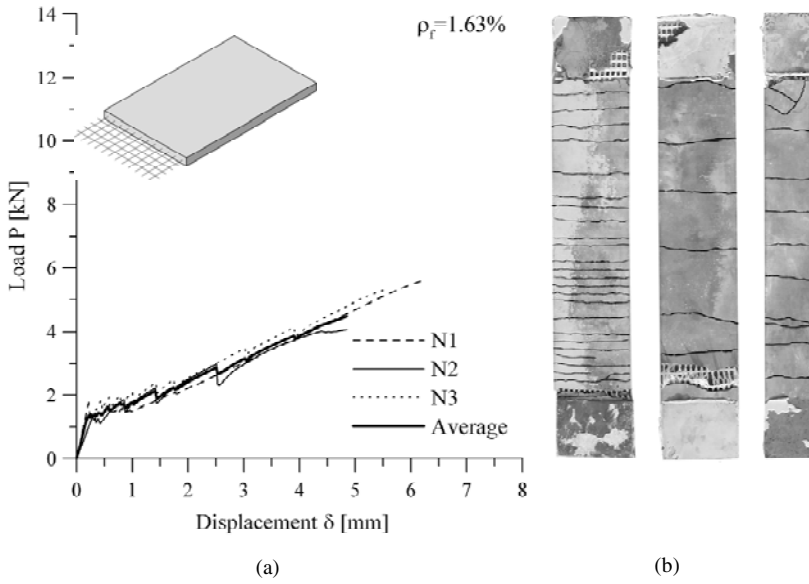 14
ρf=1.63%
12
10
8
6
4
2
0
Load P [kN]
N1
N2
N3
Average
0 1 2 3 4 5 6 7 8
Displacement δ [mm]
(a)
(b)